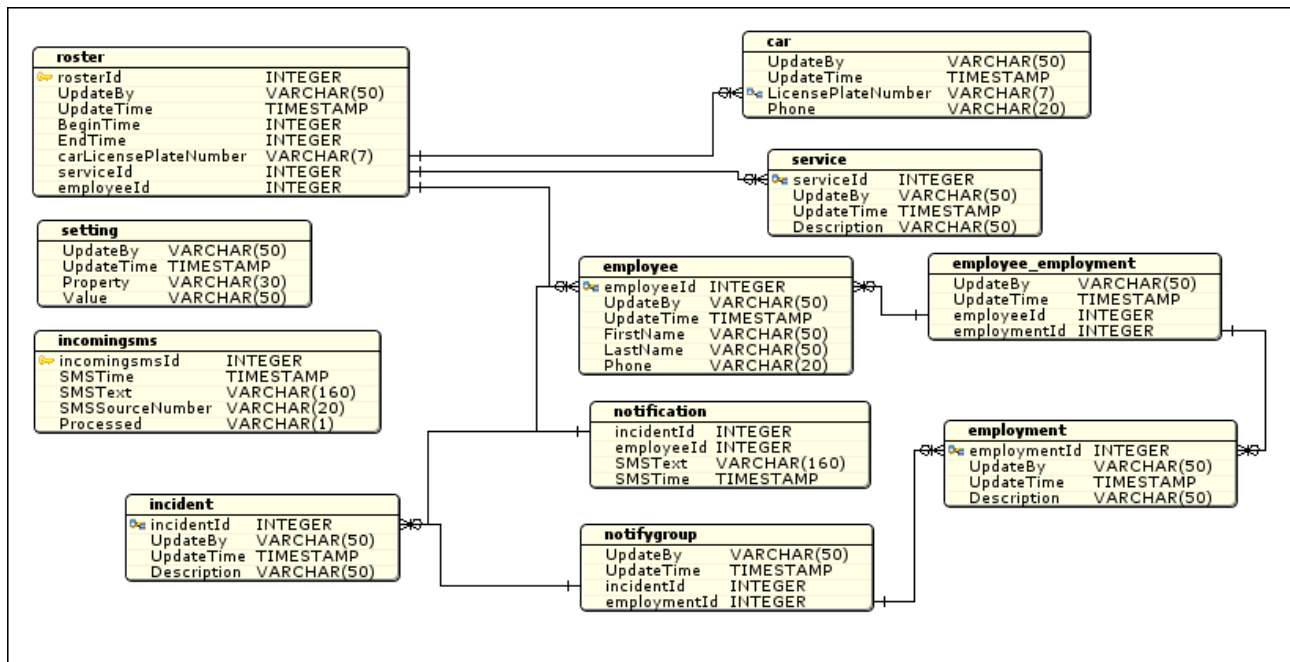 roster
rosterId INTEGER
UpdateBy VARCHAR(50)
UpdateTime TIMESTAMP
BeginTime INTEGER
EndTime INTEGER
carLicensePlateNumber VARCHAR(7)
serviceId INTEGER
employeeId INTEGER
car
UpdateBy VARCHAR(50)
UpdateTime TIMESTAMP
LicensePlateNumber VARCHAR(7)
Phone VARCHAR(20)
service
serviceId INTEGER
UpdateBy VARCHAR(50)
UpdateTime TIMESTAMP
Description VARCHAR(50)
setting
UpdateBy VARCHAR(50)
UpdateTime TIMESTAMP
Property VARCHAR(30)
Value VARCHAR(50)
employee
employeeId INTEGER
UpdateBy VARCHAR(50)
UpdateTime TIMESTAMP
FirstName VARCHAR(50)
LastName VARCHAR(50)
Phone VARCHAR(20)
employee_employment
UpdateBy VARCHAR(50)
UpdateTime TIMESTAMP
employeeId INTEGER
employmentId INTEGER
incomingsms
incomingsmsId INTEGER
SMSTime TIMESTAMP
SMSText VARCHAR(160)
SMSSourceNumber VARCHAR(20)
Processed VARCHAR(1)
notification
incidentId INTEGER
employeeId INTEGER
SMSText VARCHAR(160)
SMSTime TIMESTAMP
employment
employmentId INTEGER
UpdateBy VARCHAR(50)
UpdateTime TIMESTAMP
Description VARCHAR(50)
incident
incidentId INTEGER
UpdateBy VARCHAR(50)
UpdateTime TIMESTAMP
Description VARCHAR(50)
notifygroup
UpdateBy VARCHAR(50)
UpdateTime TIMESTAMP
incidentId INTEGER
employmentId INTEGER